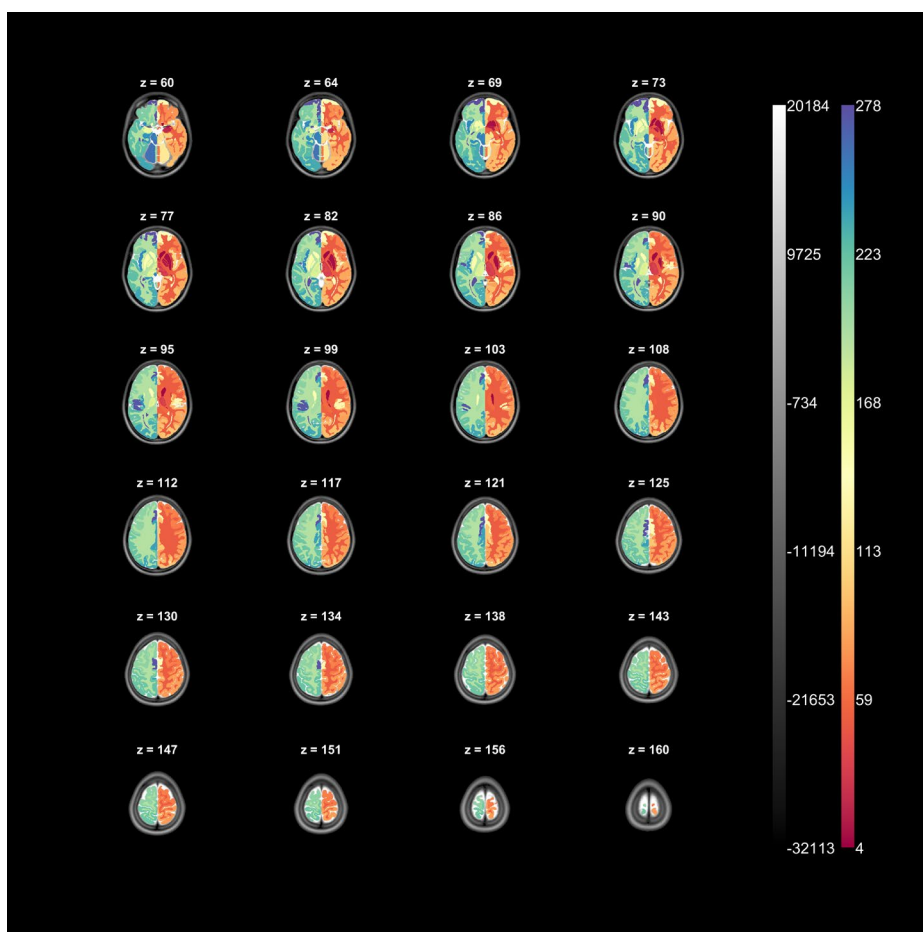 z = 60 z = 64 z = 69 z = 73
z = 77 z = 82 z = 86 z = 90
z = 95 z = 99 z = 103 z = 108
z = 112 z = 117 z = 121 z = 125
z = 130 z = 134 z = 138 z = 143
z = 147 z = 151 z = 156 z = 160
20184 278
9725 223
-734 168
-11194 113
-21653 59
-32113 4